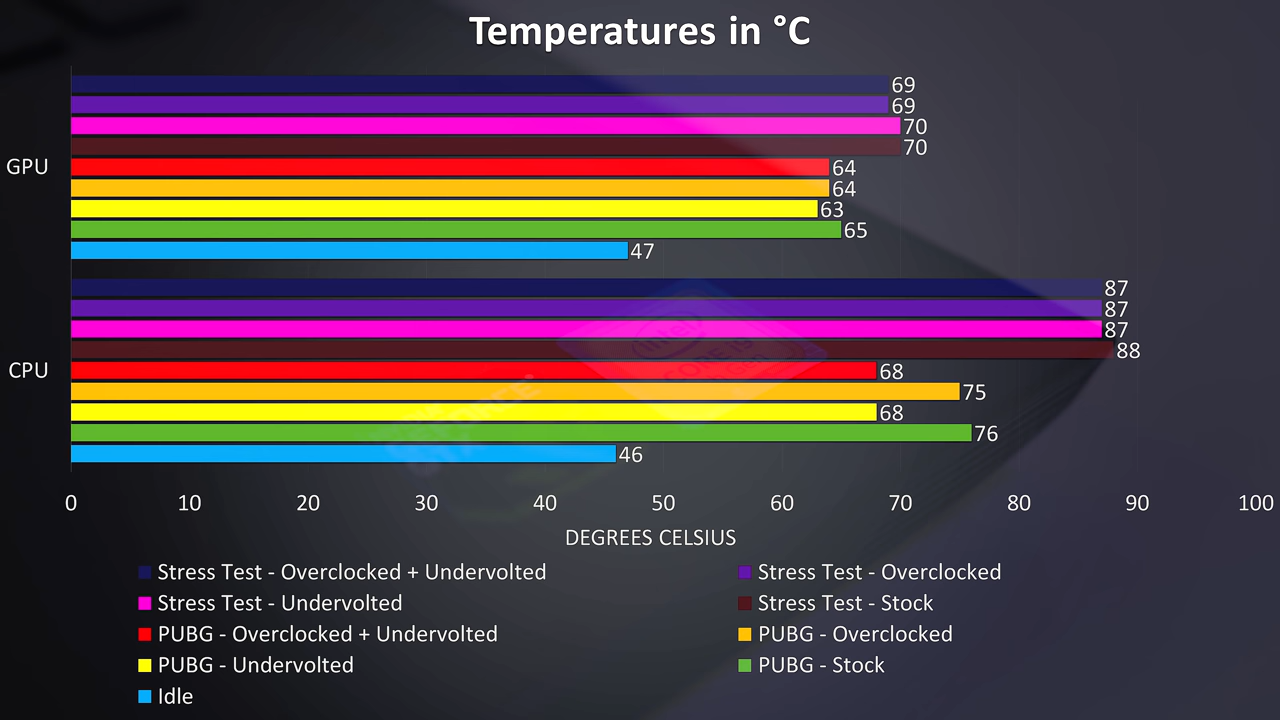 Temperatures in °C
GPU
69
69
70
70
64
64
63
65
47
CPU
87
87
87
88
68
75
68
76
46
0 10 20 30 40 50 60 70 80 90 100
DEGREES CELSIUS
Stress Test - Overclocked + Undervolted
Stress Test - Overclocked
Stress Test - Undervolted
Stress Test - Stock
PUBG - Overclocked + Undervolted
PUBG - Overclocked
PUBG - Undervolted
PUBG - Stock
Idle